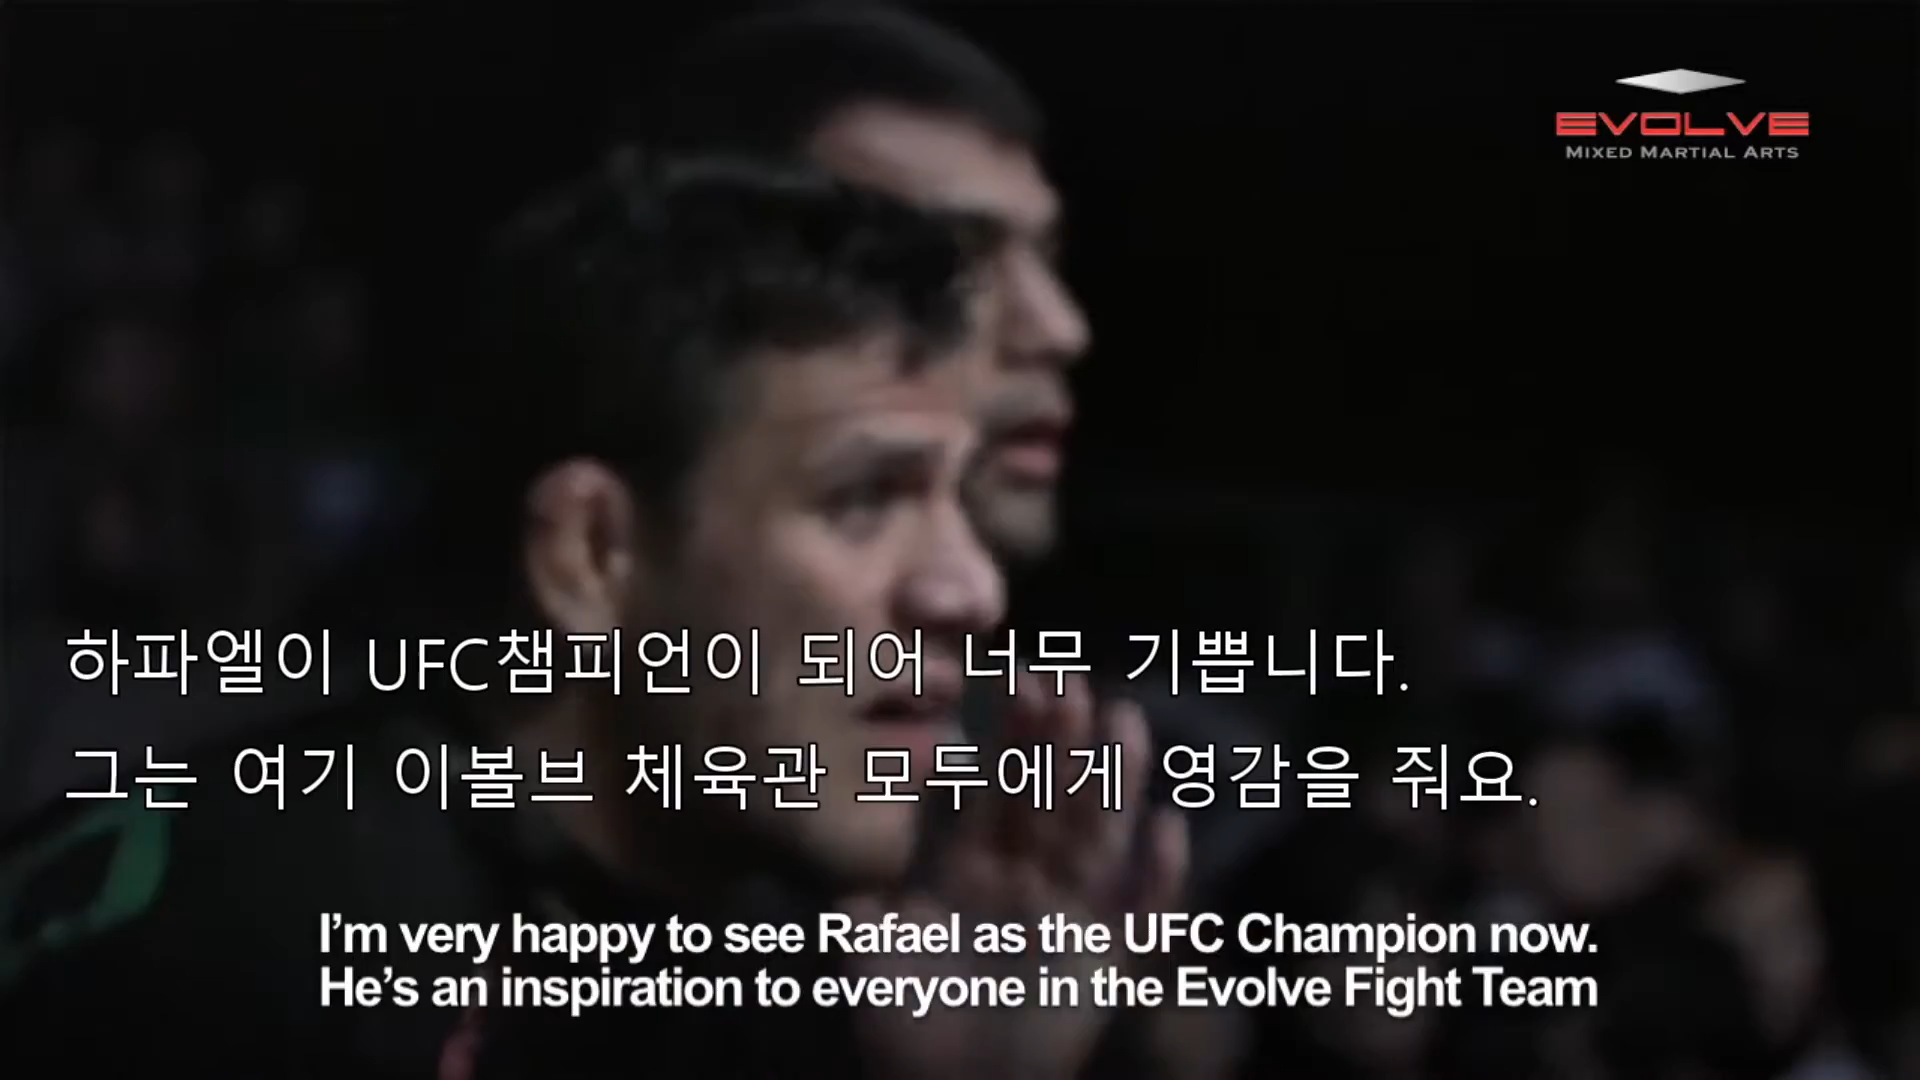 EVOLVE
MIXED MARTIAL ARTS
하파엘이 UFC챔피언이 되어 너무 기쁩니다.
그는 여기 이볼브 체육관 모두에게 영감을 줘요.
I'm very happy to see Rafael as the UFC Champion now.
He's an inspiration to everyone in the Evolve Fight Team